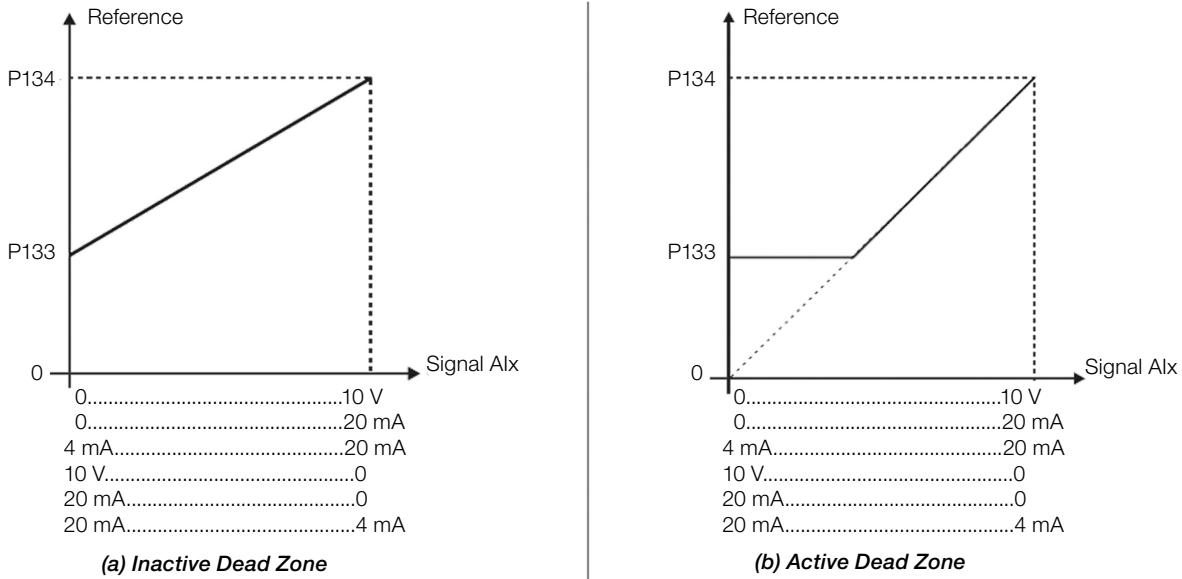 Reference
P134
P133
0
Signal AIx
0.............................................10 V
0.............................................20 mA
4 mA.........................................20 mA
10 V............................................0
20 mA.........................................0
20 mA.........................................4 mA
(a) Inactive Dead Zone
Reference
P134
P133
0
Signal AIx
0.............................................10 V
0.............................................20 mA
4 mA.........................................20 mA
10 V............................................0
20 mA.........................................0
20 mA.........................................4 mA
(b) Active Dead Zone